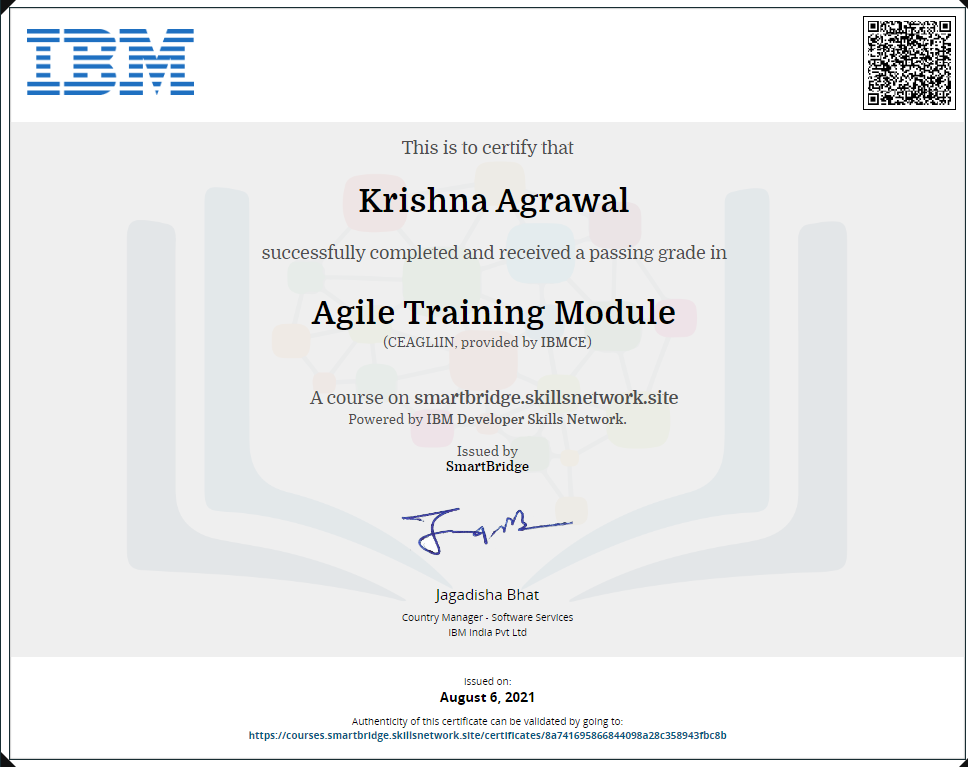 IBM
This is to certify that
Krishna Agrawal
successfully completed and received a passing grade in
Agile Training Module
(CEAGL1IN, provided by IBMCE)
A course on smartbridge.skillsnetwork.site
Powered by IBM Developer Skills Network.
Issued by
SmartBridge
Jagadisha Bhat
Country Manager - Software Services
IBM India Pvt Ltd
Issued on:
August 6, 2021
Authenticity of this certificate can be validated by going to:
https://courses.smartbridge.skillsnetwork.site/certificates/8a741695866844098a28c358943fbc8b